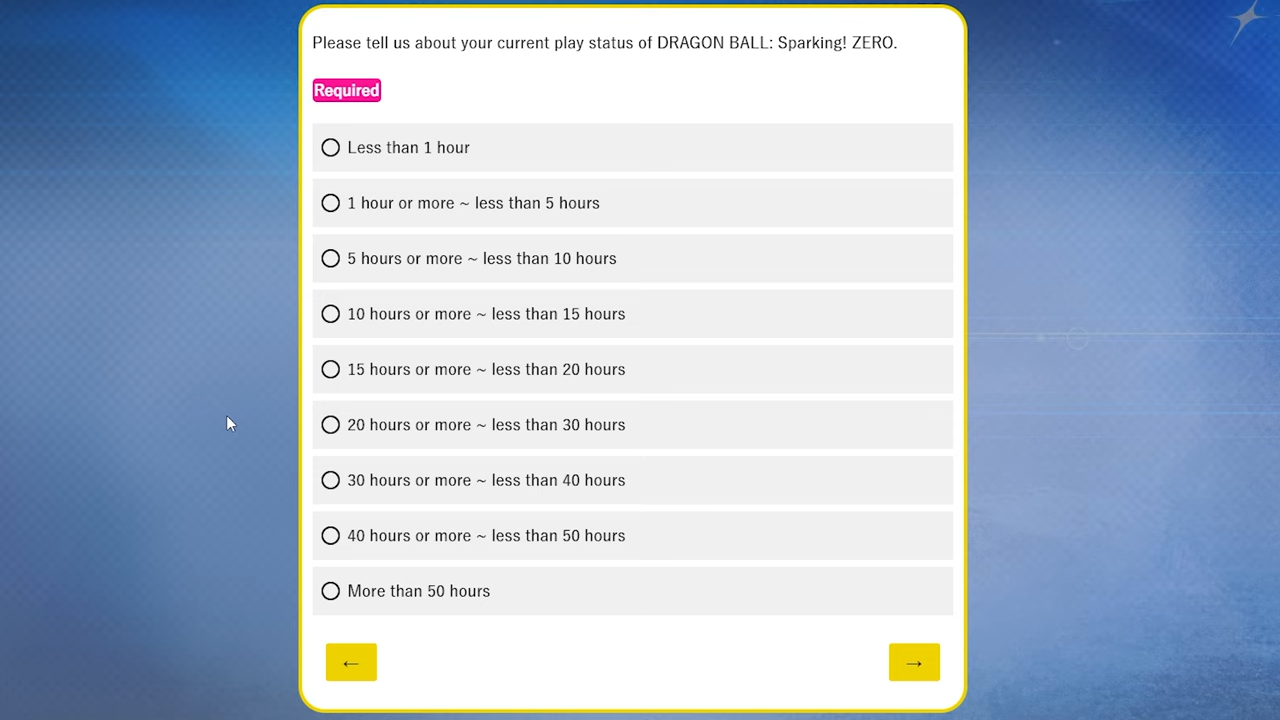 Please tell us about your current play status of DRAGON BALL: Sparking! ZERO.
Required
Less than 1 hour
1 hour or more ~ less than 5 hours
5 hours or more ~ less than 10 hours
10 hours or more ~ less than 15 hours
15 hours or more ~ less than 20 hours
20 hours or more ~ less than 30 hours
30 hours or more ~ less than 40 hours
40 hours or more ~ less than 50 hours
More than 50 hours
← →